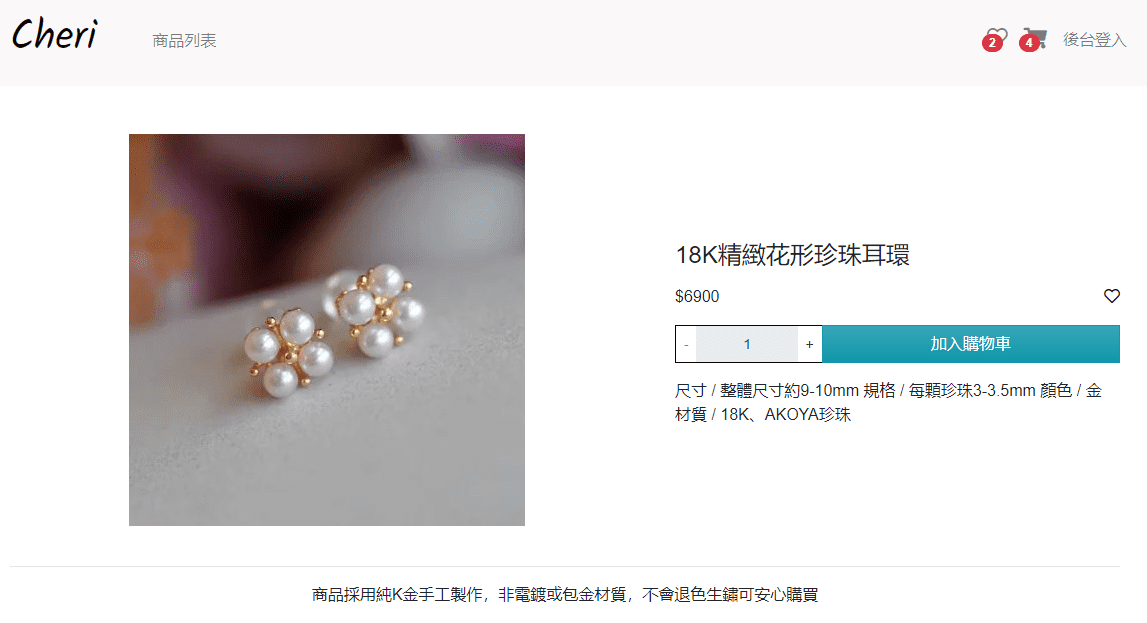 Cheri
商品列表
2
4
後台登入
18K精緻花形珍珠耳環
$6900
- 1 + 加入購物車
尺寸 / 整體尺寸約9-10mm 規格 / 每顆珍珠3-3.5mm 顏色 / 金
材質 / 18K、AKOYA珍珠
商品採用純K金手工製作，非電鍍或包金材質，不會退色生鏽可安心購買